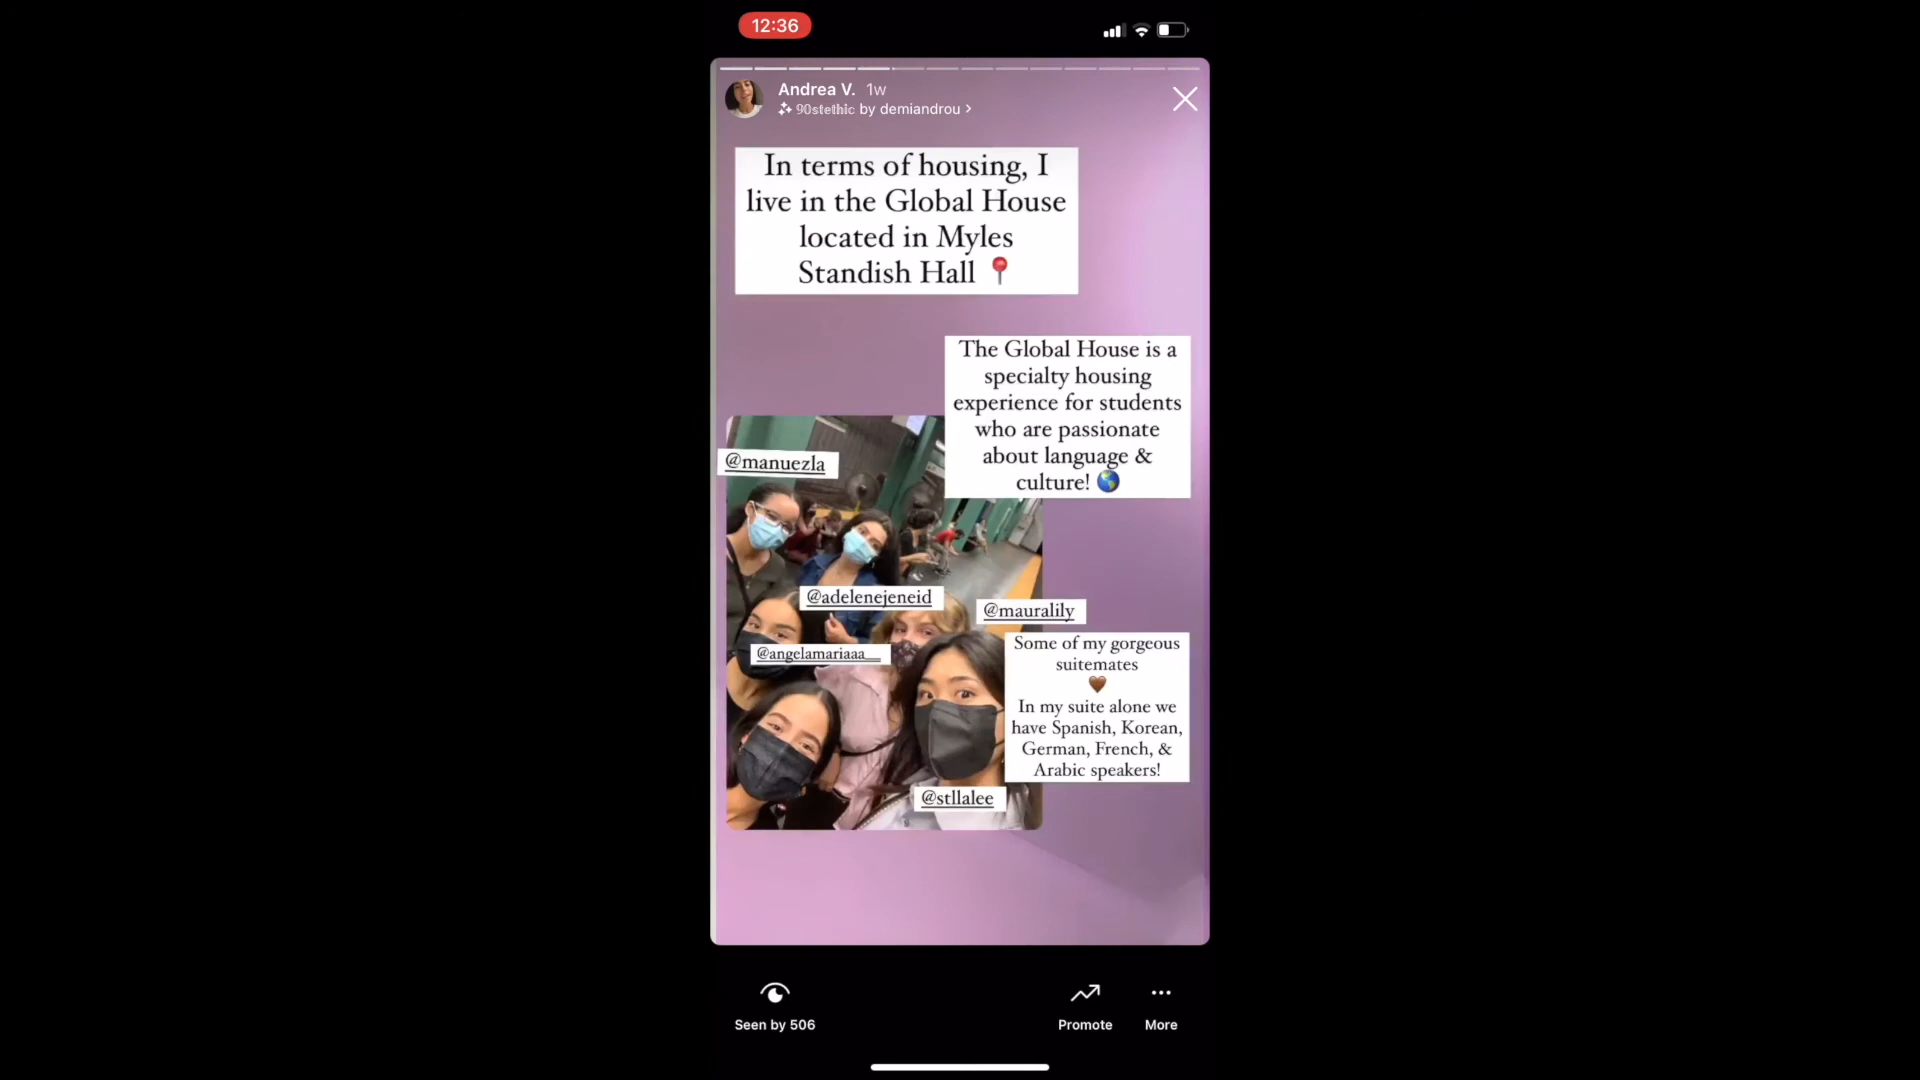 12:36
Andrea V. 1w
90stethic by demiandrou >
In terms of housing, I
live in the Global House
located in Myles
Standish Hall 📍
The Global House is a
specialty housing
experience for students
who are passionate
about language &
culture! 🌎
@manuezla
@adelenejeneid
@mauralily
@angelamariaaa__
Some of my gorgeous
suitemates
🤎
In my suite alone we
have Spanish, Korean,
German, French, &
Arabic speakers!
@stllalee
Seen by 506
Promote
More